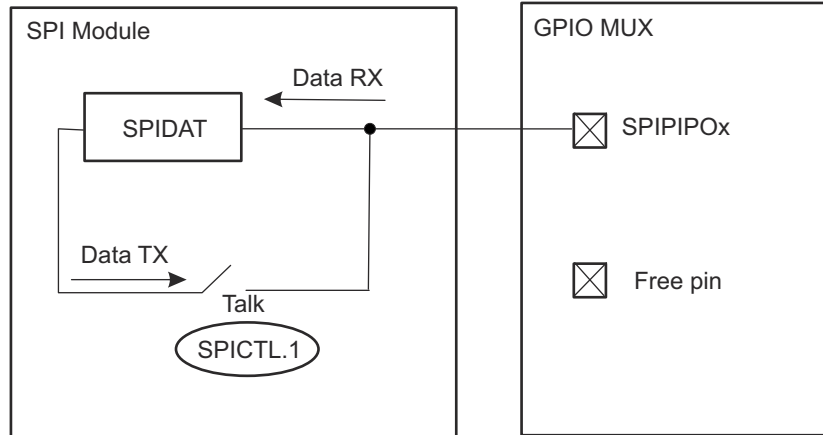 SPI Module
GPIO MUX
Data RX
SPIDAT
SPIPIPOx
Data TX
Free pin
Talk
SPICTL.1